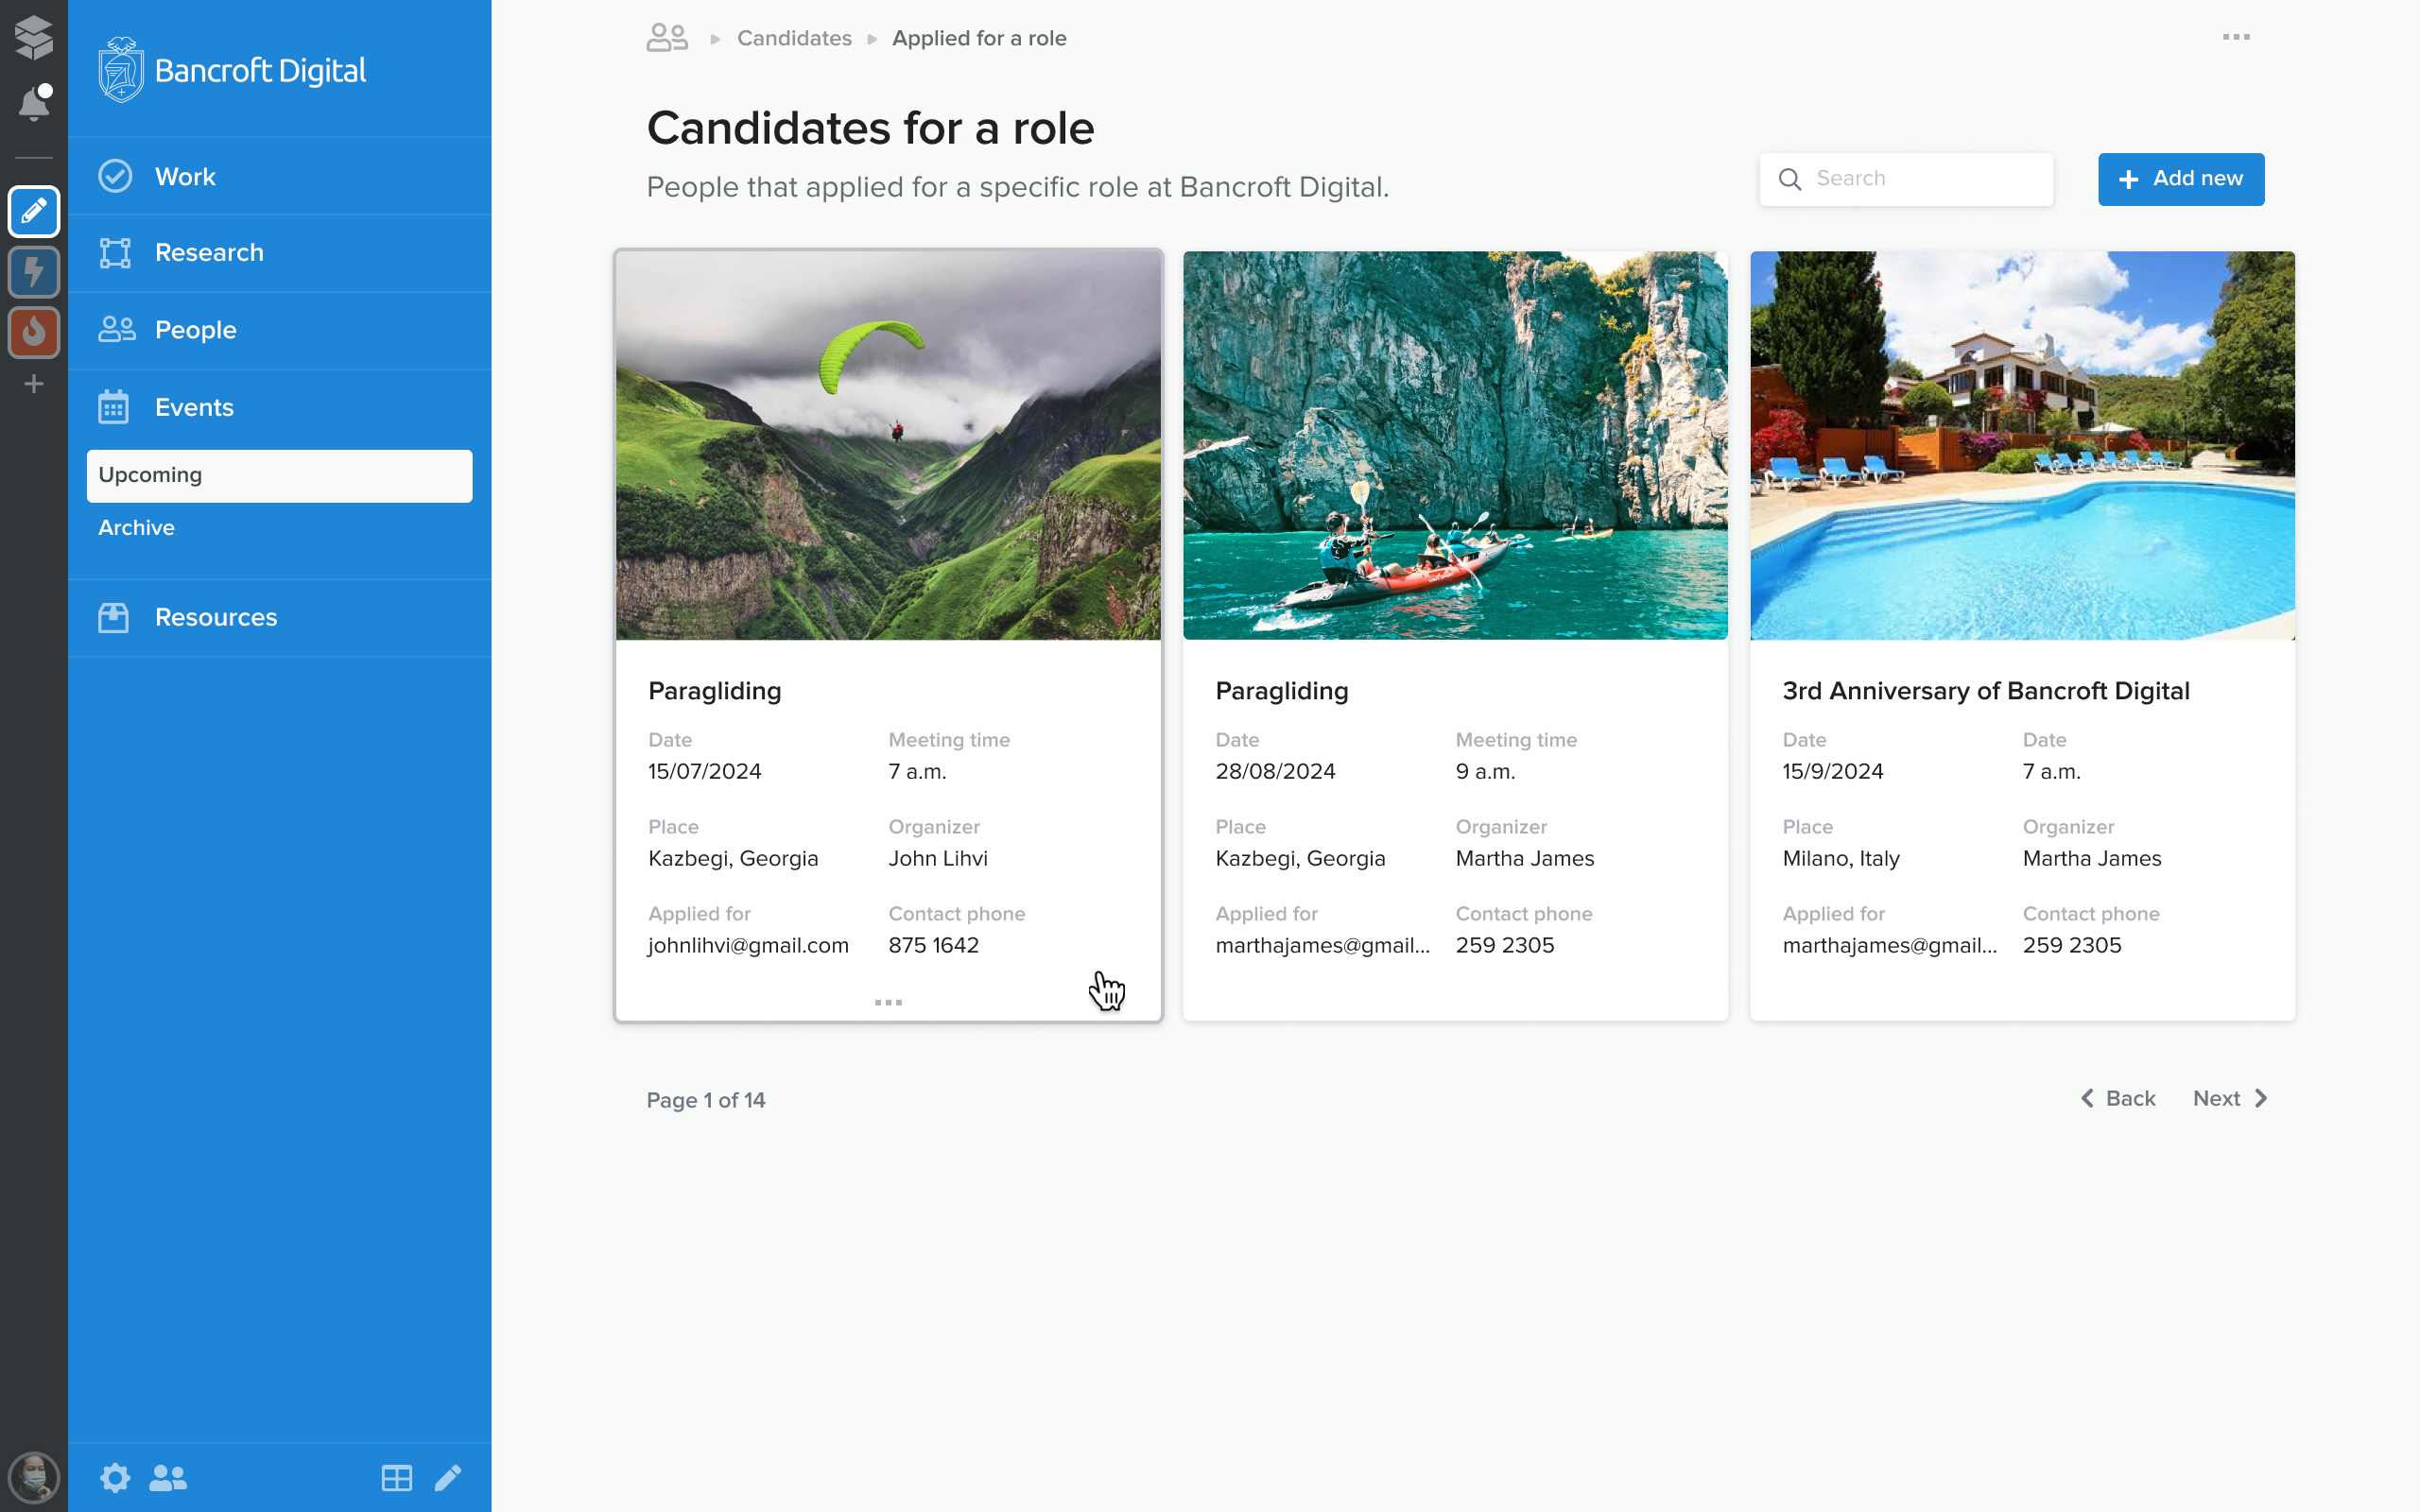 Bancroft Digital
Work
Research
People
Events
Upcoming
Archive
Resources
Candidates Applied for a role
Candidates for a role
People that applied for a specific role at Bancroft Digital.
Search
Add new
Paragliding
Date Meeting time
15/07/2024 7 a.m.
Place Organizer
Kazbegi, Georgia John Lihvi
Applied for Contact phone
johnlihvi@gmail.com 875 1642
Paragliding
Date Meeting time
28/08/2024 9 a.m.
Place Organizer
Kazbegi, Georgia Martha James
Applied for Contact phone
marthajames@gmail... 259 2305
3rd Anniversary of Bancroft Digital
Date Date
15/9/2024 7 a.m.
Place Organizer
Milano, Italy Martha James
Applied for Contact phone
marthajames@gmail... 259 2305
Page 1 of 14
Back Next